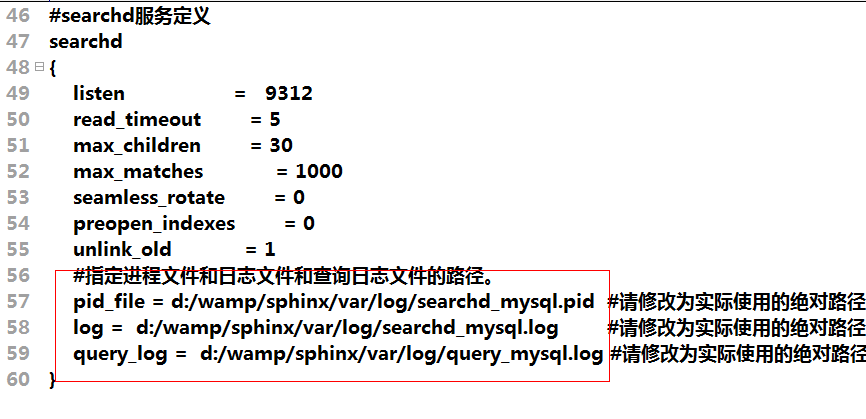 46 #searchd服务定义
47 searchd
48 {
49 listen = 9312
50 read_timeout = 5
51 max_children = 30
52 max_matches = 1000
53 seamless_rotate = 0
54 preopen_indexes = 0
55 unlink_old = 1
56 #指定进程文件和日志文件和查询日志文件的路径。
57 pid_file = d:/wamp/sphinx/var/log/searchd_mysql.pid #请修改为实际使用的绝对路径
58 log = d:/wamp/sphinx/var/log/searchd_mysql.log #请修改为实际使用的绝对路径
59 query_log = d:/wamp/sphinx/var/log/query_mysql.log #请修改为实际使用的绝对路径
60 }